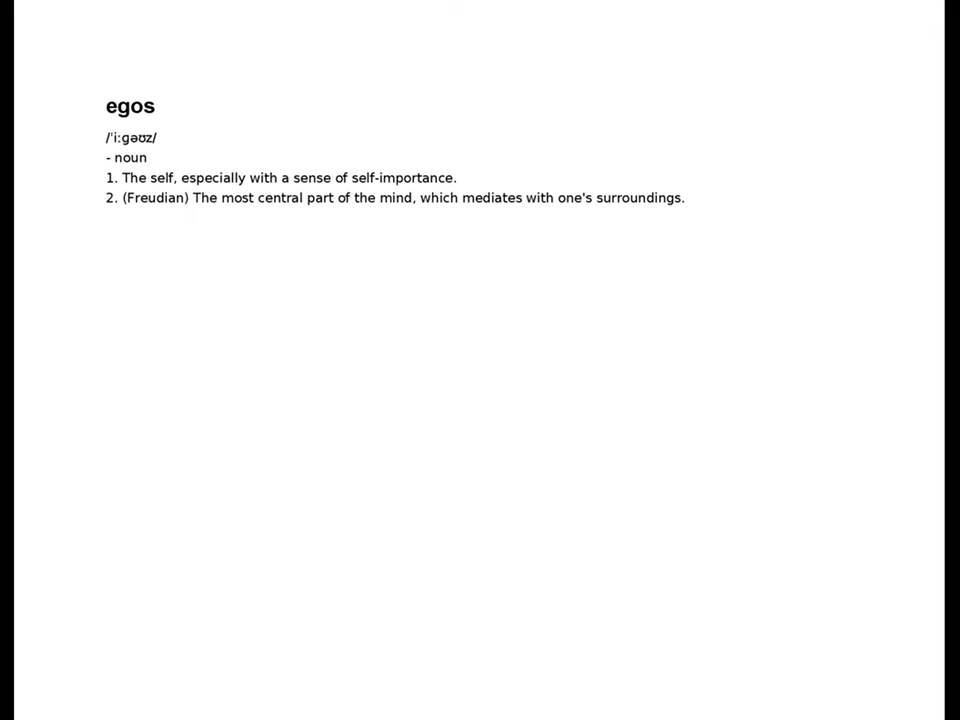 egos
/ˈiːɡəʊz/
- noun
1. The self, especially with a sense of self-importance.
2. (Freudian) The most central part of the mind, which mediates with one's surroundings.